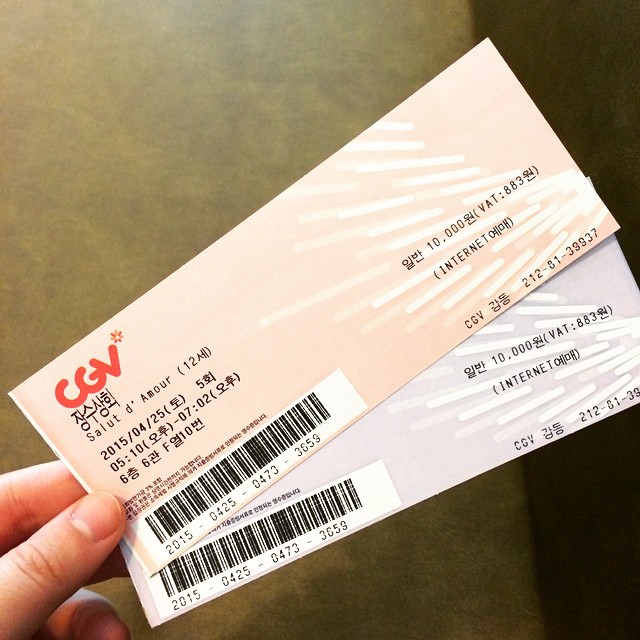 CGV
장수상회
Salut d' Amour (12세)
2015/04/25(토) 5회
05:10(오후)-07:02(오후)
6층 6관 F열10번
2015 - 0425 - 0473 - 3659
일반 10,000원(VAT:883원)
(INTERNET예매)
CGV 강동 212-81-39937
2015 - 0425 - 0473 - 3659
일반 10,000원(VAT:883원)
(INTERNET예매)
CGV 강동 212-81-39